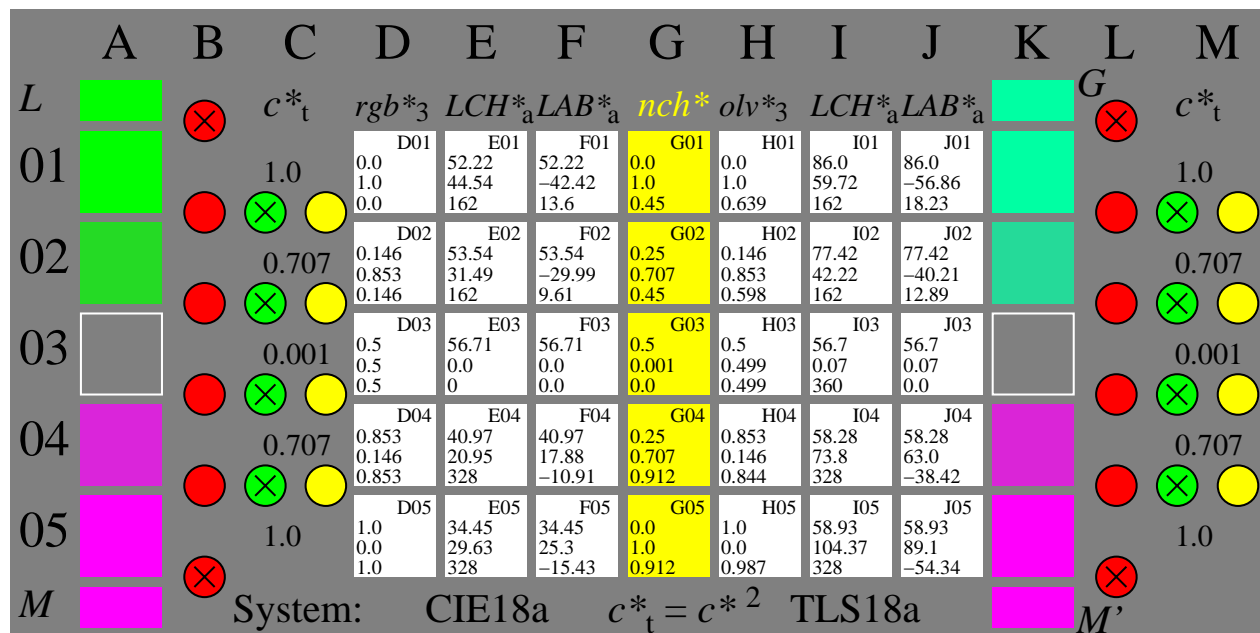 A B C D E F G H I J K L M
L c*t rgb*3 LCH*a LAB*a nch* olv*3 LCH*a LAB*a G c*t
01 1.0 D01 E01 F01 G01 H01 I01 J01 1.0
0.0 52.22 52.22 0.0 0.0 86.0 86.0
1.0 44.54 −42.42 1.0 1.0 59.72 −56.86
0.0 162 13.6 0.45 0.639 162 18.23
02 0.707 D02 E02 F02 G02 H02 I02 J02 0.707
0.146 53.54 53.54 0.25 0.146 77.42 77.42
0.853 31.49 −29.99 0.707 0.853 42.22 −40.21
0.146 162 9.61 0.45 0.598 162 12.89
03 0.001 D03 E03 F03 G03 H03 I03 J03 0.001
0.5 56.71 56.71 0.5 0.5 56.7 56.7
0.5 0.0 0.0 0.001 0.499 0.07 0.07
0.5 0 0.0 0.0 0.499 360 0.0
04 0.707 D04 E04 F04 G04 H04 I04 J04 0.707
0.853 40.97 40.97 0.25 0.853 58.28 58.28
0.146 20.95 17.88 0.707 0.146 73.8 63.0
0.853 328 −10.91 0.912 0.844 328 −38.42
05 1.0 D05 E05 F05 G05 H05 I05 J05 1.0
1.0 34.45 34.45 0.0 1.0 58.93 58.93
0.0 29.63 25.3 1.0 0.0 104.37 89.1
1.0 328 −15.43 0.912 0.987 328 −54.34
M System: CIE18a c*t = c* 2 TLS18a M’